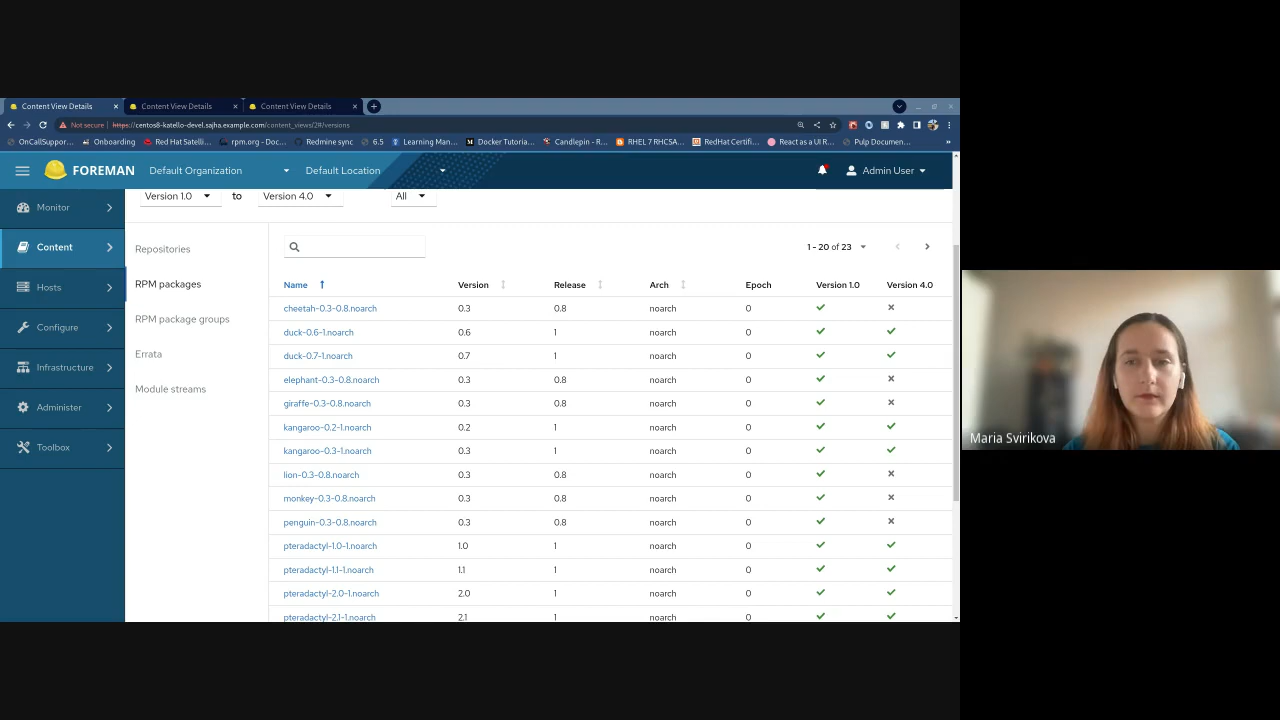 Content View Details
Content View Details
Content View Details
Not secure https://centos8-katello-devel.sajha.example.com/content_views/2#/versions
OnCallSuppor... Onboarding Red Hat Satelli... rpm.org - Doc... Redmine sync 6.5 Learning Man... Docker Tutoria... Candlepin - R... RHEL 7 RHCSA... RedHat Certifi... React as a UI R... Pulp Documen... »
FOREMAN Default Organization Default Location Admin User
Monitor
Content
Hosts
Configure
Infrastructure
Administer
Toolbox
Version 1.0 to Version 4.0 All
Repositories
RPM packages
RPM package groups
Errata
Module streams
1 - 20 of 23
Name Version Release Arch Epoch Version 1.0 Version 4.0
cheetah-0.3-0.8.noarch 0.3 0.8 noarch 0
duck-0.6-1.noarch 0.6 1 noarch 0
duck-0.7-1.noarch 0.7 1 noarch 0
elephant-0.3-0.8.noarch 0.3 0.8 noarch 0
giraffe-0.3-0.8.noarch 0.3 0.8 noarch 0
kangaroo-0.2-1.noarch 0.2 1 noarch 0
kangaroo-0.3-1.noarch 0.3 1 noarch 0
lion-0.3-0.8.noarch 0.3 0.8 noarch 0
monkey-0.3-0.8.noarch 0.3 0.8 noarch 0
penguin-0.3-0.8.noarch 0.3 0.8 noarch 0
pteradactyl-1.0-1.noarch 1.0 1 noarch 0
pteradactyl-1.1-1.noarch 1.1 1 noarch 0
pteradactyl-2.0-1.noarch 2.0 1 noarch 0
pteradactyl-2.1-1.noarch 2.1 1 noarch 0
Maria Svirikova